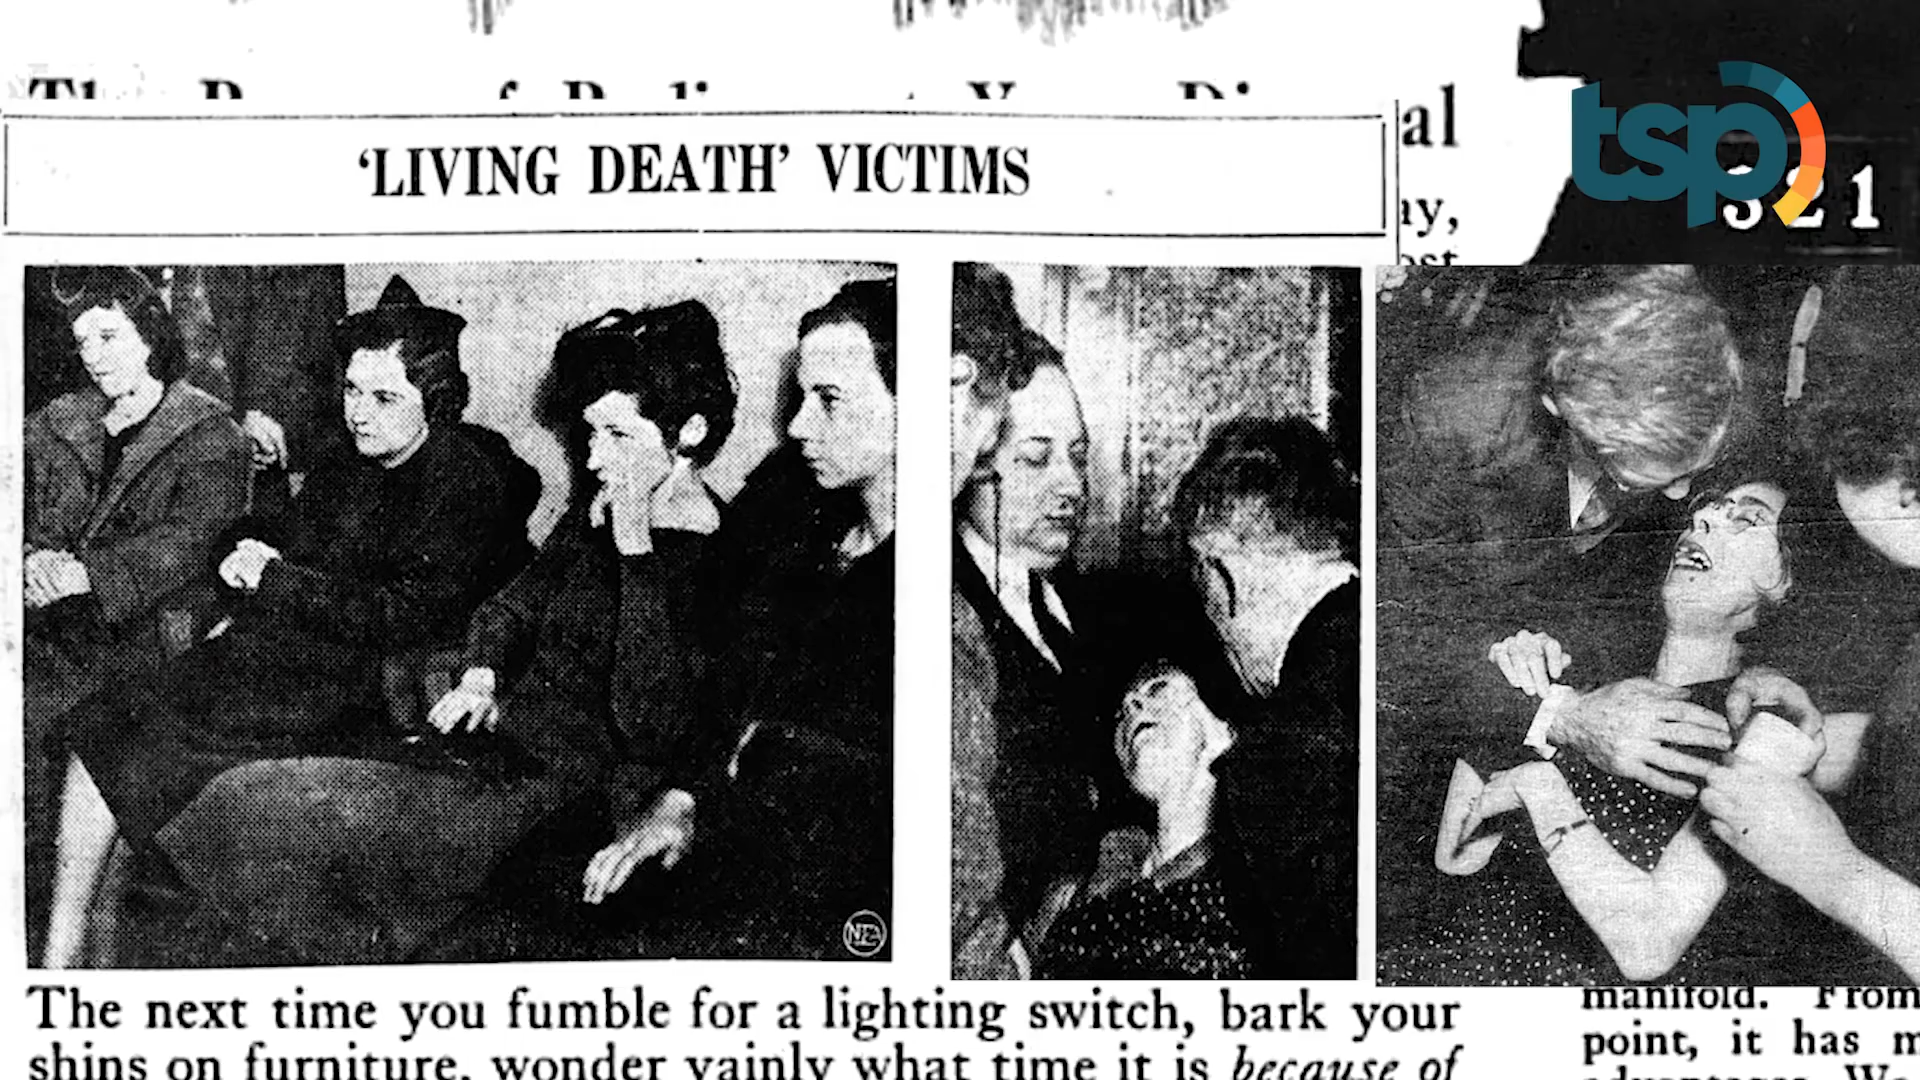 al
'LIVING DEATH' VICTIMS
tsp
321
NEA
The next time you fumble for a lighting switch, bark your
shins on furniture, wonder vainly what time it is because of
manifold. From
point, it has